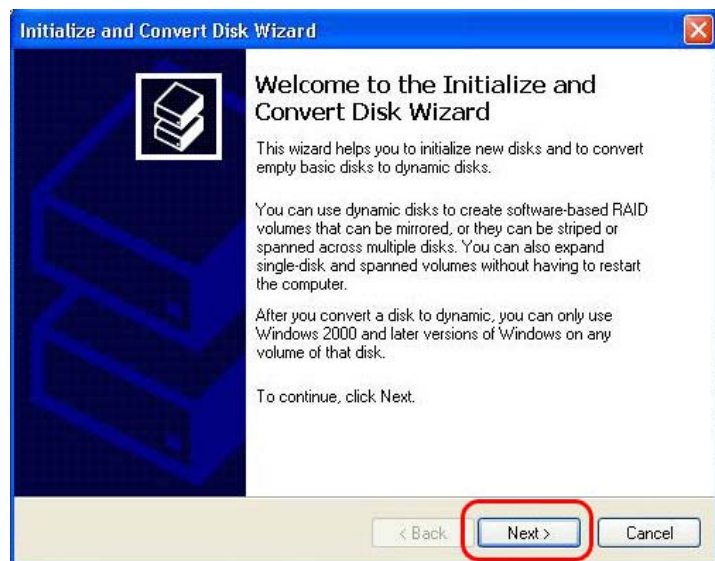 Initialize and Convert Disk Wizard
Welcome to the Initialize and
Convert Disk Wizard
This wizard helps you to initialize new disks and to convert
empty basic disks to dynamic disks.
You can use dynamic disks to create software-based RAID
volumes that can be mirrored, or they can be striped or
spanned across multiple disks. You can also expand
single-disk and spanned volumes without having to restart
the computer.
After you convert a disk to dynamic, you can only use
Windows 2000 and later versions of Windows on any
volume of that disk.
To continue, click Next.
< Back Next > Cancel